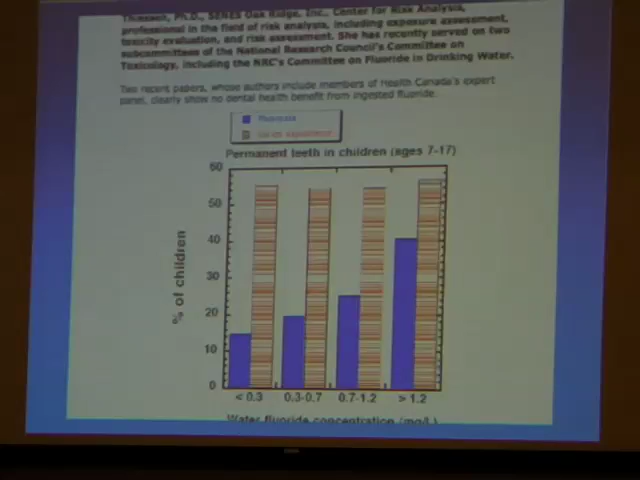 Thiessen, Ph.D., SENES Oak Ridge, Inc., Center for Risk Analysis,
professional in the field of risk analysis, including exposure assessment,
toxicity evaluation, and risk assessment. She has recently served on two
subcommittees of the National Research Council's Committee on
Toxicology, including the NRC's Committee on Fluoride in Drinking Water.
Two recent papers, whose authors include members of Health Canada's expert
panel, clearly show no dental health benefit from ingested fluoride.
Fluorosis
Permanent teeth in children (ages 7-17)
% of children
60
50
40
30
20
10
0
< 0.3 0.3-0.7 0.7-1.2 > 1.2
Water fluoride concentration (mg/L)